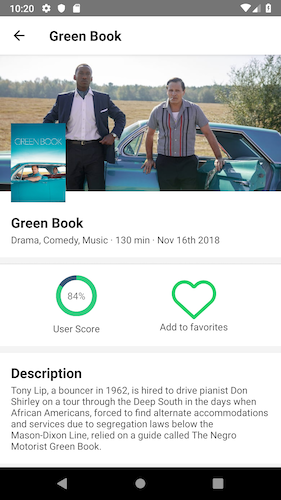 10:20
Green Book
GREEN BOOK
Green Book
Drama, Comedy, Music · 130 min · Nov 16th 2018
84%
User Score
Add to favorites
Description
Tony Lip, a bouncer in 1962, is hired to drive pianist Don
Shirley on a tour through the Deep South in the days when
African Americans, forced to find alternate accommodations
and services due to segregation laws below the
Mason-Dixon Line, relied on a guide called The Negro
Motorist Green Book.